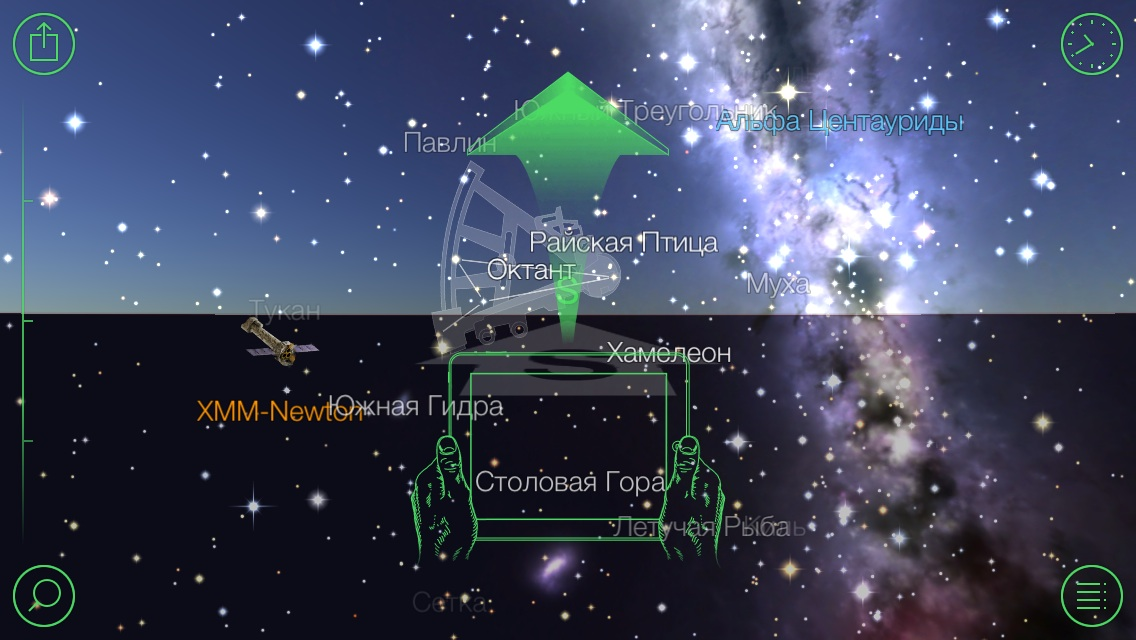 Южный Треугольник
Альфа Центауриды
Павлин
Райская Птица
Октант
S
Муха
Тукан
Хамелеон
S
XMM-Newton
Южная Гидра
Столовая Гора
Летучая Рыба
Сетка